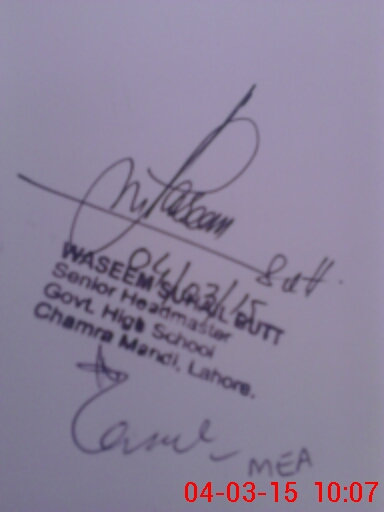 M. Waseem
Butt.
04/03/15
WASEEM SUHAIL BUTT
Senior Headmaster
Govt. High School
Chamra Mandi, Lahore.
MEA
04-03-15 10:07